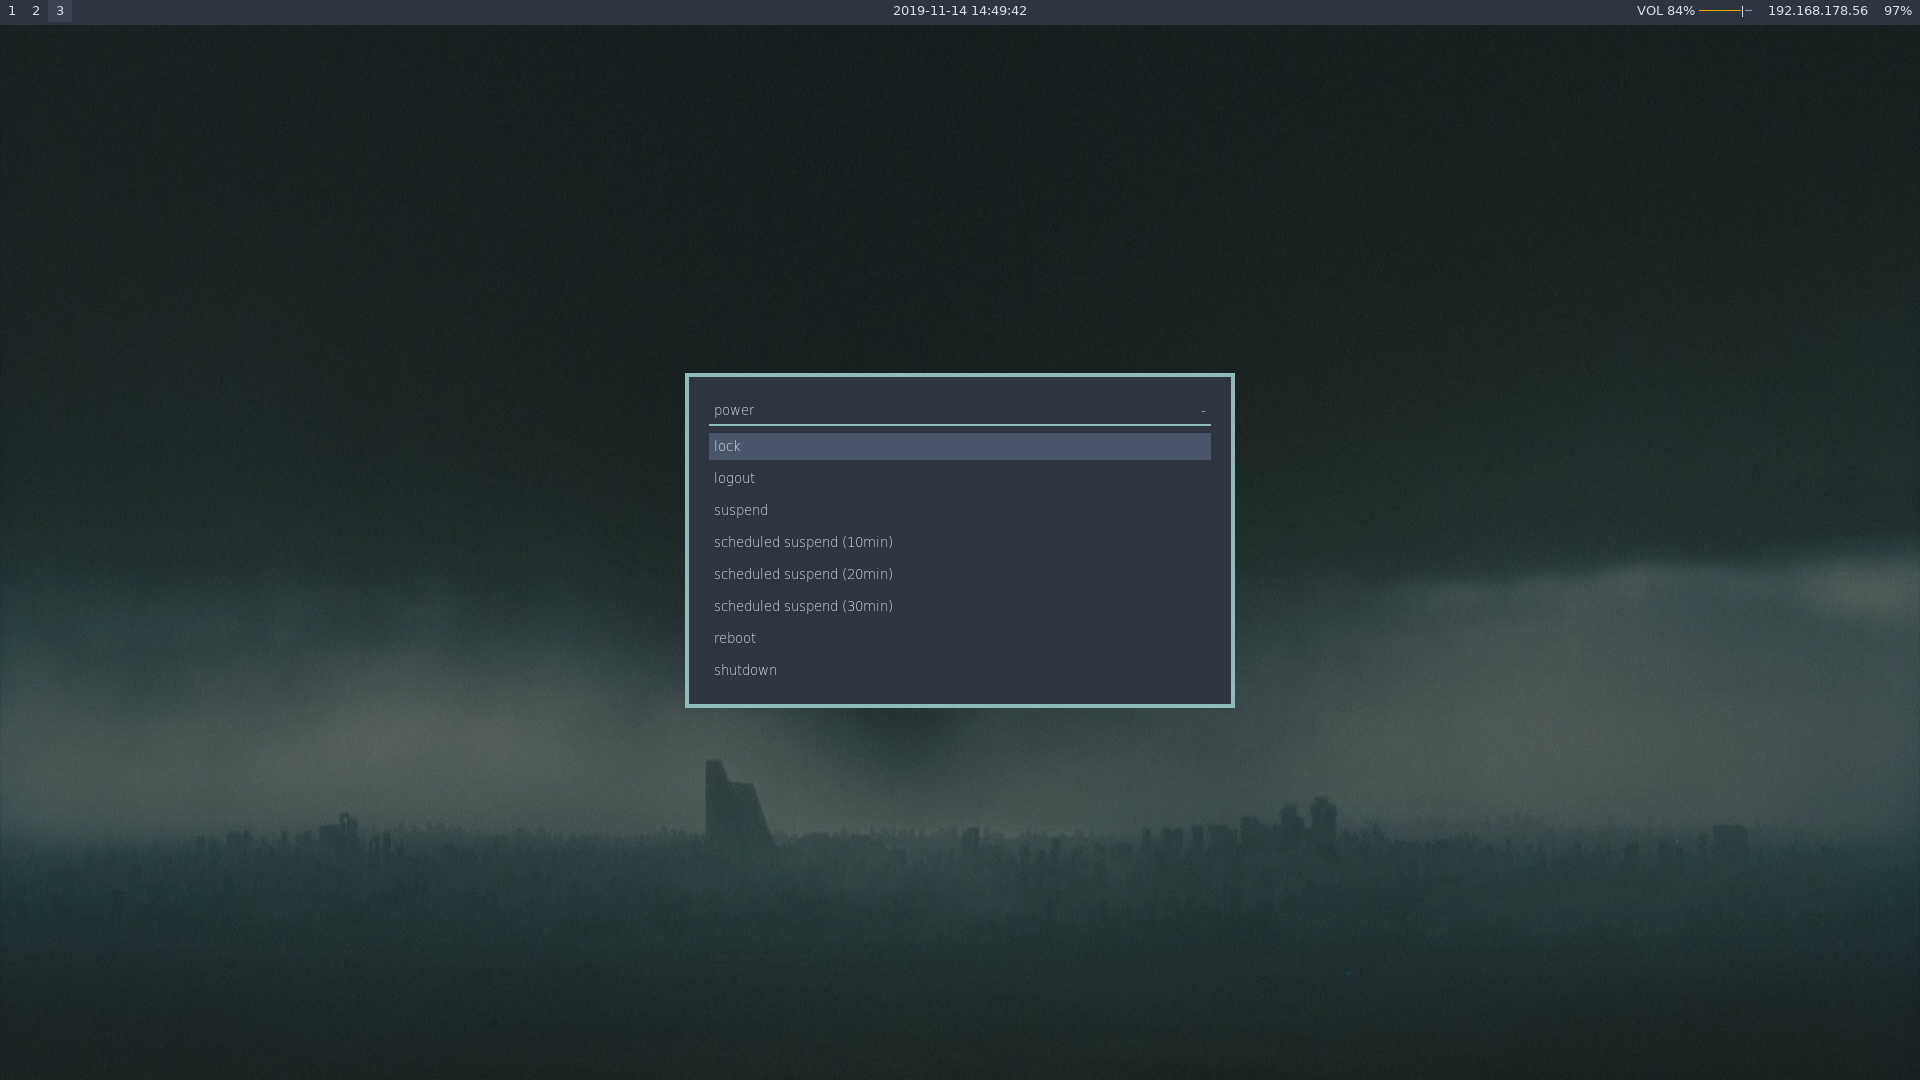 1 2 3 2019-11-14 14:49:42 VOL 84% 192.168.178.56 97%
power -
lock
logout
suspend
scheduled suspend (10min)
scheduled suspend (20min)
scheduled suspend (30min)
reboot
shutdown